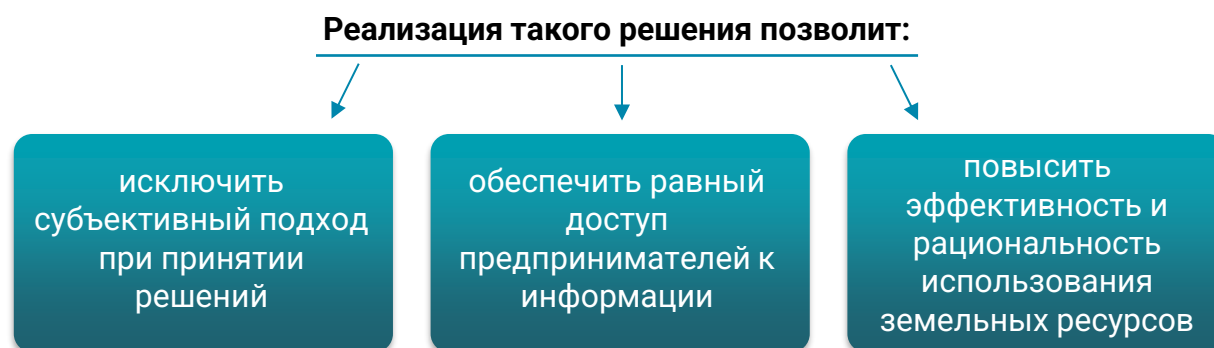 Реализация такого решения позволит:
исключить
субъективный подход
при принятии
решений
обеспечить равный
доступ
предпринимателей к
информации
повысить
эффективность и
рациональность
использования
земельных ресурсов